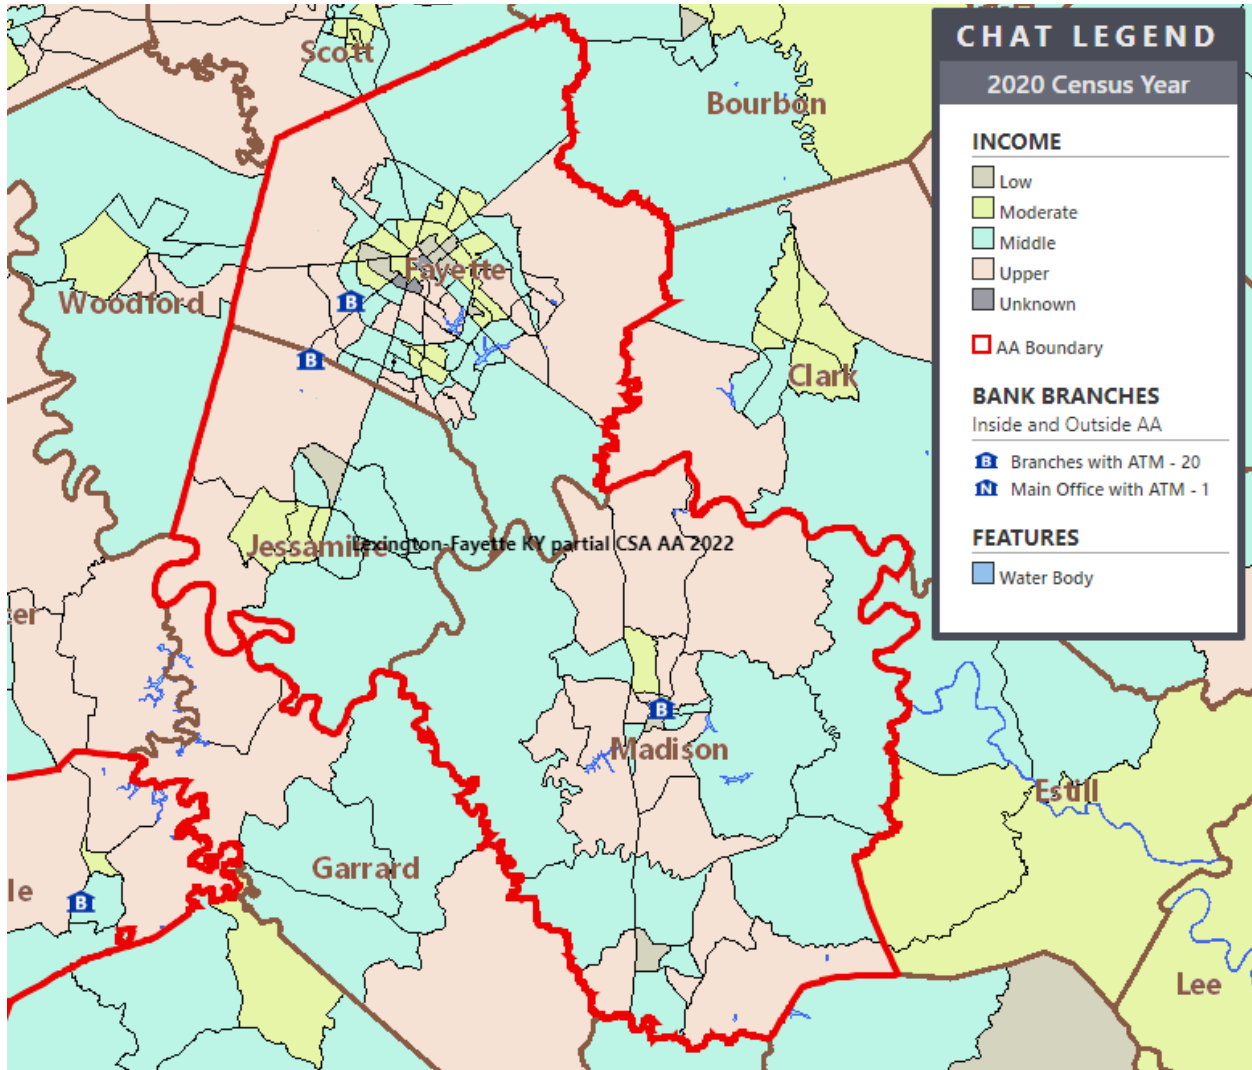 Scott
Bourbon
Fayette
Woodford
Clark
Jessamine
Lexington-Fayette KY partial CSA AA 2022
er
Madison
Estill
Garrard
le
Lee
B
B
B
B
CHAT LEGEND
2020 Census Year
INCOME
Low
Moderate
Middle
Upper
Unknown
AA Boundary
BANK BRANCHES
Inside and Outside AA
B Branches with ATM - 20
N Main Office with ATM - 1
FEATURES
Water Body